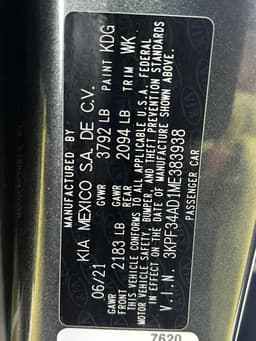 MANUFACTURED BY
KIA MEXICO S.A. DE C.V.
06/21 GVWR 3792 LB PAINT KDG
GAWR FRONT 2183 LB GAWR REAR 2094 LB TRIM WK
THIS VEHICLE CONFORMS TO ALL APPLICABLE U.S.A. FEDERAL
MOTOR VEHICLE SAFETY, BUMPER, AND THEFT PREVENTION STANDARDS
IN EFFECT ON THE DATE OF MANUFACTURE SHOWN ABOVE.
V.I.N. 3KPF34AD1ME383938
PASSENGER CAR
7620